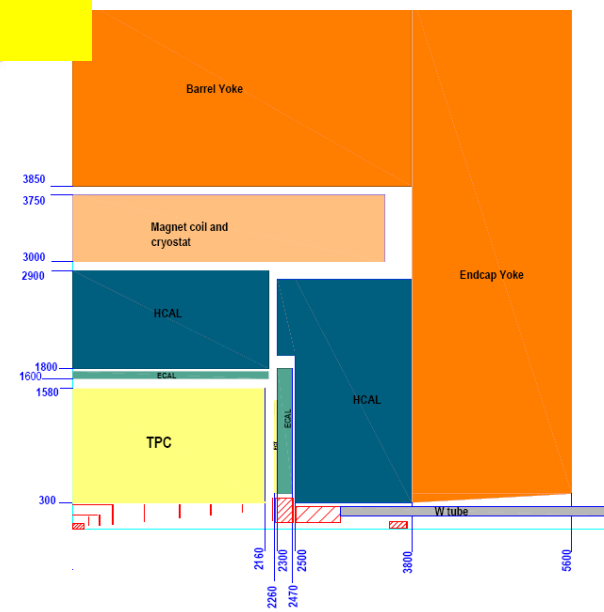 Barrel Yoke
3850
3750
Magnet coil and
cryostat
3000
2900
Endcap Yoke
HCAL
1800
1600
ECAL
1580
HCAL
ECAL
TPC
300
W tube
2160
2260
2300
2470
2500
3800
5600